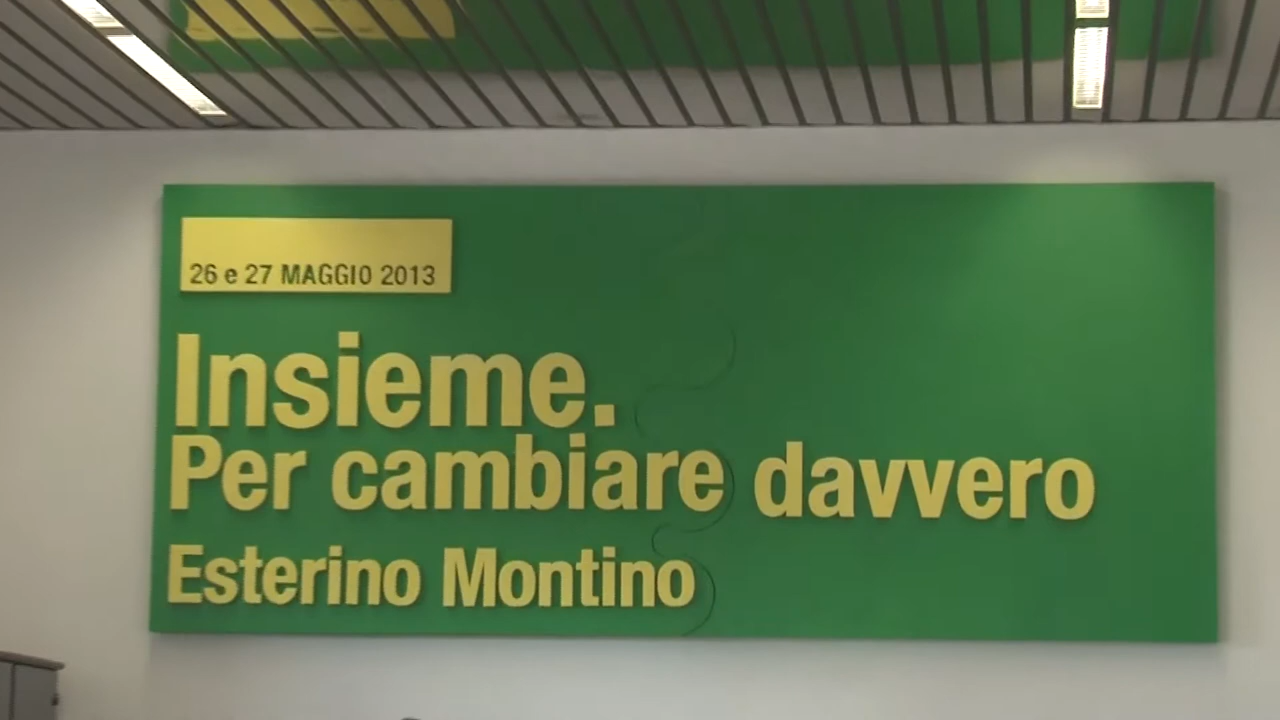 26 e 27 MAGGIO 2013
Insieme.
Per cambiare davvero
Esterino Montino